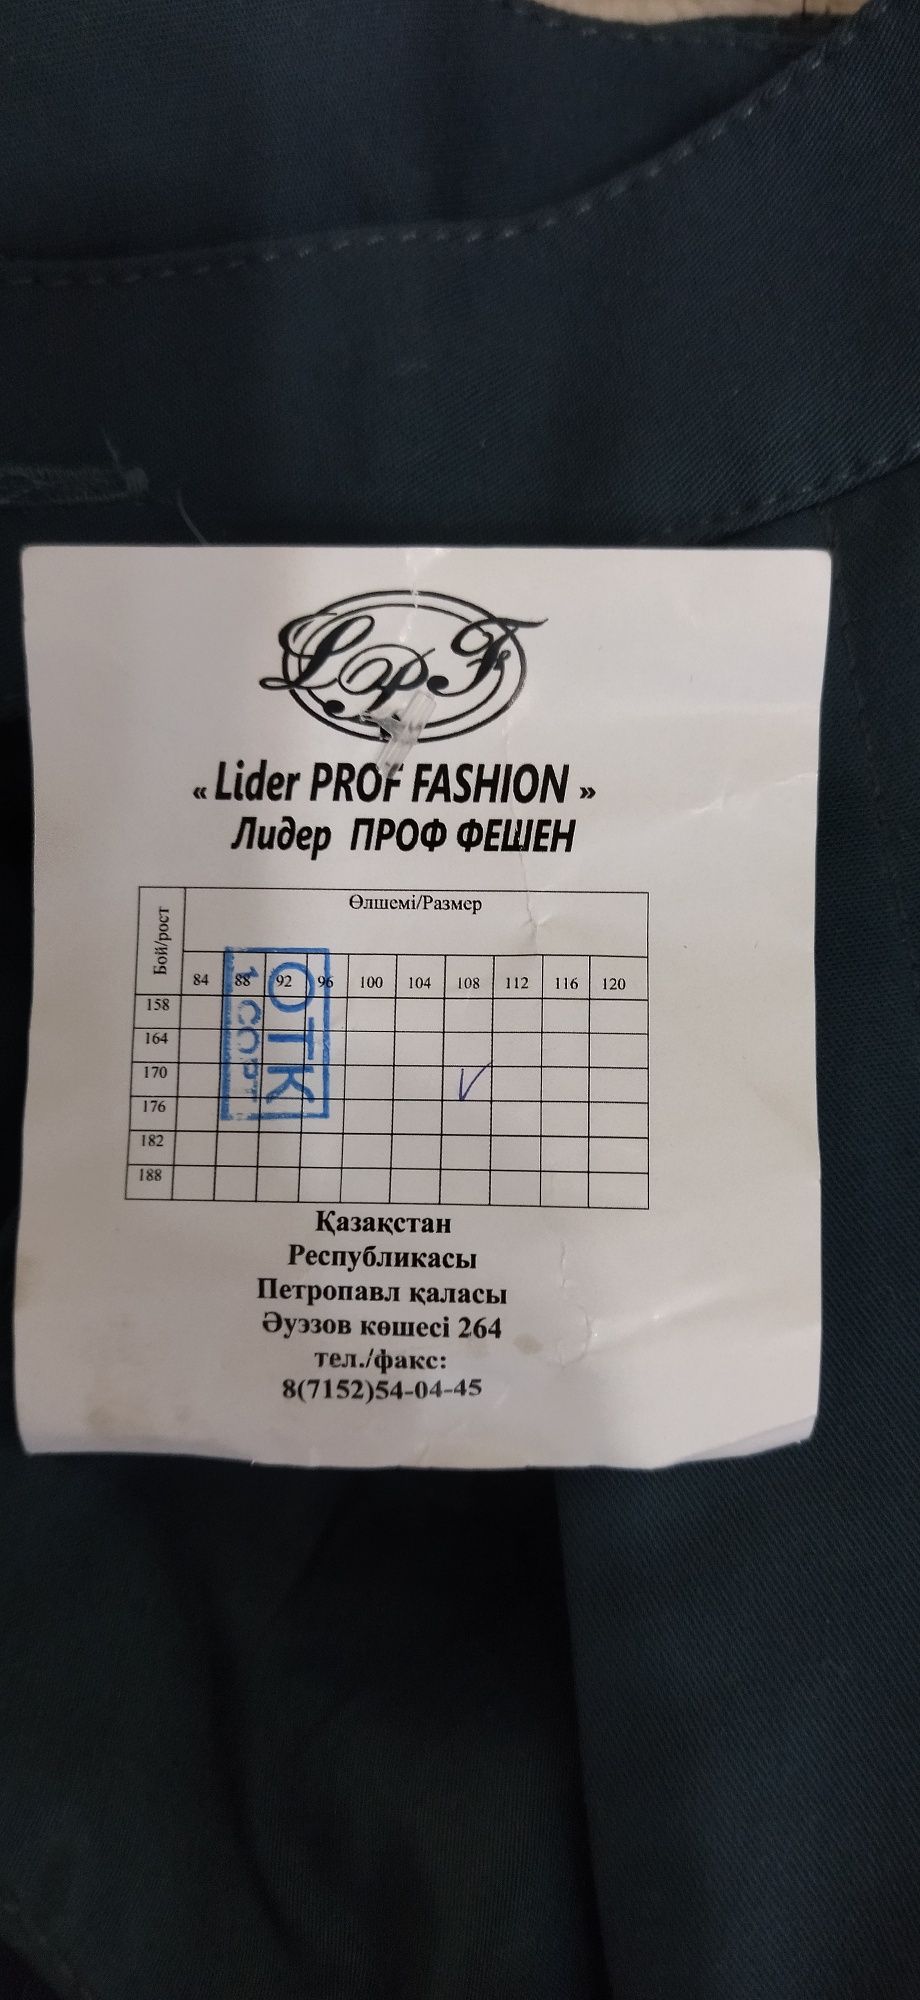 LPF
« Lider PROF FASHION »
Лидер ПРОФ ФЕШЕН
Бой/рост
Өлшемі/Размер
84 88 92 96 100 104 108 112 116 120
158
164
170
176
182
188
ОТК
1 СОРТ
Қазақстан
Республикасы
Петропавл қаласы
Әуэзов көшесі 264
тел./факс:
8(7152)54-04-45